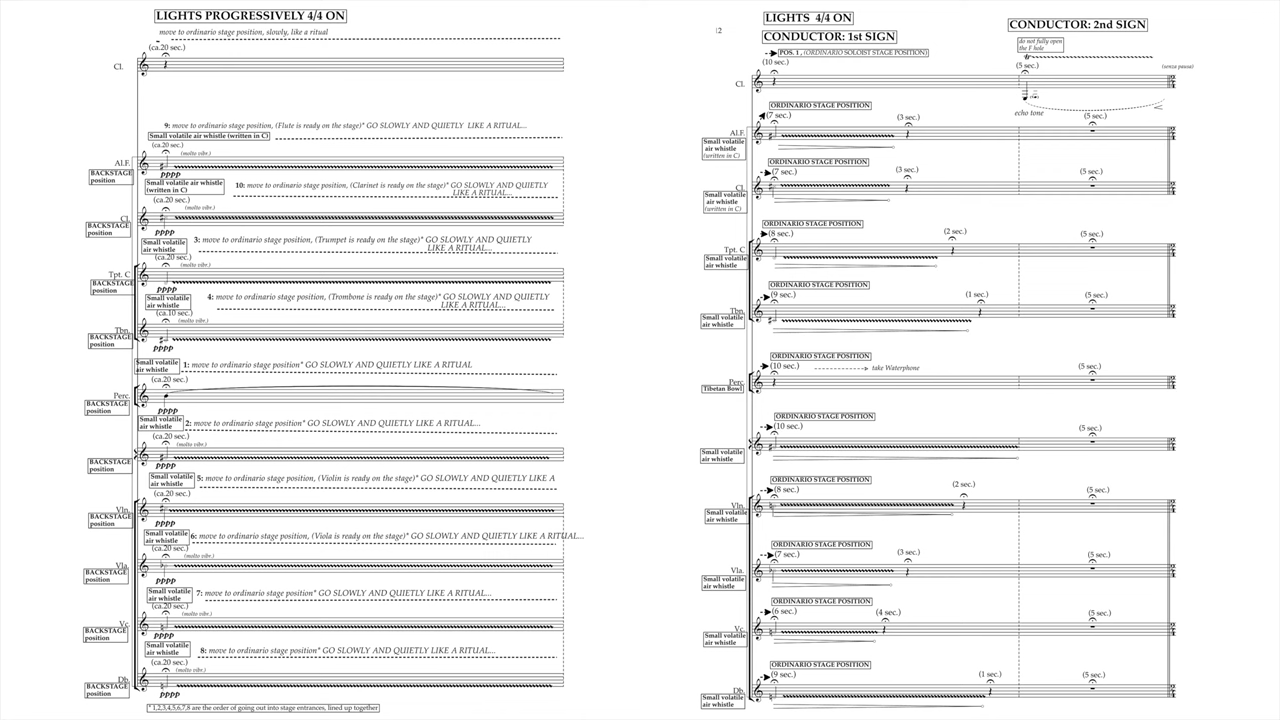 LIGHTS PROGRESSIVELY 4/4 ON
move to ordinario stage position, slowly, like a ritual
(ca.20 sec.)
Cl.
9: move to ordinario stage position, (Flute is ready on the stage)* GO SLOWLY AND QUIETLY LIKE A RITUAL...
Small volatile air whistle (written in C)
(ca.20 sec.)
(molto vibr.)
Al.F.
BACKSTAGE
position
pppp
Small volatile air whistle
(written in C)
10: move to ordinario stage position, (Clarinet is ready on the stage)* GO SLOWLY AND QUIETLY
LIKE A RITUAL...
(ca.20 sec.)
(molto vibr.)
Cl.
BACKSTAGE
position
pppp
Small volatile
air whistle
3: move to ordinario stage position, (Trumpet is ready on the stage)* GO SLOWLY AND QUIETLY
LIKE A RITUAL...
(ca.20 sec.)
(molto vibr.)
Tpt. C
BACKSTAGE
position
pppp
Small volatile
air whistle
4: move to ordinario stage position, (Trombone is ready on the stage)* GO SLOWLY AND QUIETLY
LIKE A RITUAL...
(ca.10 sec.)
(molto vibr.)
Tbn.
BACKSTAGE
position
pppp
Small volatile
air whistle
1: move to ordinario stage position* GO SLOWLY AND QUIETLY LIKE A RITUAL
(ca.20 sec.)
Perc.
BACKSTAGE
position
pppp
Small volatile
air whistle
2: move to ordinario stage position* GO SLOWLY AND QUIETLY LIKE A RITUAL...
(ca.20 sec.)
(molto vibr.)
BACKSTAGE
position
pppp
Small volatile
air whistle
5: move to ordinario stage position, (Violin is ready on the stage)* GO SLOWLY AND QUIETLY LIKE A
(ca.20 sec.)
Vln.
BACKSTAGE
position
pppp
Small volatile
air whistle
6: move to ordinario stage position, (Viola is ready on the stage)* GO SLOWLY AND QUIETLY LIKE A RITUAL...
(ca.20 sec.)
(molto vibr.)
Vla.
BACKSTAGE
position
pppp
Small volatile
air whistle
7: move to ordinario stage position* GO SLOWLY AND QUIETLY LIKE A RITUAL...
(ca.20 sec.)
(molto vibr.)
Vc.
BACKSTAGE
position
pppp
Small volatile
air whistle
8: move to ordinario stage position* GO SLOWLY AND QUIETLY LIKE A RITUAL...
(ca.20 sec.)
(molto vibr.)
Db.
BACKSTAGE
position
pppp
* 1,2,3,4,5,6,7,8 are the order of going out into stage entrances, lined up together
2
LIGHTS 4/4 ON
CONDUCTOR: 1st SIGN
CONDUCTOR: 2nd SIGN
POS. 1 , (ORDINARIO SOLOIST STAGE POSITION)
(10 sec.)
do not fully open
the F hole
tr
(5 sec.)
(senza pausa)
Cl.
echo tone
ORDINARIO STAGE POSITION
(7 sec.)
(3 sec.)
(5 sec.)
Al.F.
Small volatile
air whistle
(written in C)
ORDINARIO STAGE POSITION
(7 sec.)
(3 sec.)
(5 sec.)
Cl.
Small volatile
air whistle
(written in C)
ORDINARIO STAGE POSITION
(8 sec.)
(2 sec.)
(5 sec.)
Tpt. C
Small volatile
air whistle
ORDINARIO STAGE POSITION
(9 sec.)
(1 sec.)
(5 sec.)
Tbn.
Small volatile
air whistle
ORDINARIO STAGE POSITION
(10 sec.)
take Waterphone
(5 sec.)
Perc.
Tibetan Bowl
ORDINARIO STAGE POSITION
(10 sec.)
(5 sec.)
Small volatile
air whistle
ORDINARIO STAGE POSITION
(8 sec.)
(2 sec.)
(5 sec.)
Vln.
Small volatile
air whistle
ORDINARIO STAGE POSITION
(7 sec.)
(3 sec.)
(5 sec.)
Vla.
Small volatile
air whistle
ORDINARIO STAGE POSITION
(6 sec.)
(4 sec.)
(5 sec.)
Vc.
Small volatile
air whistle
ORDINARIO STAGE POSITION
(9 sec.)
(1 sec.)
(5 sec.)
Db.
Small volatile
air whistle